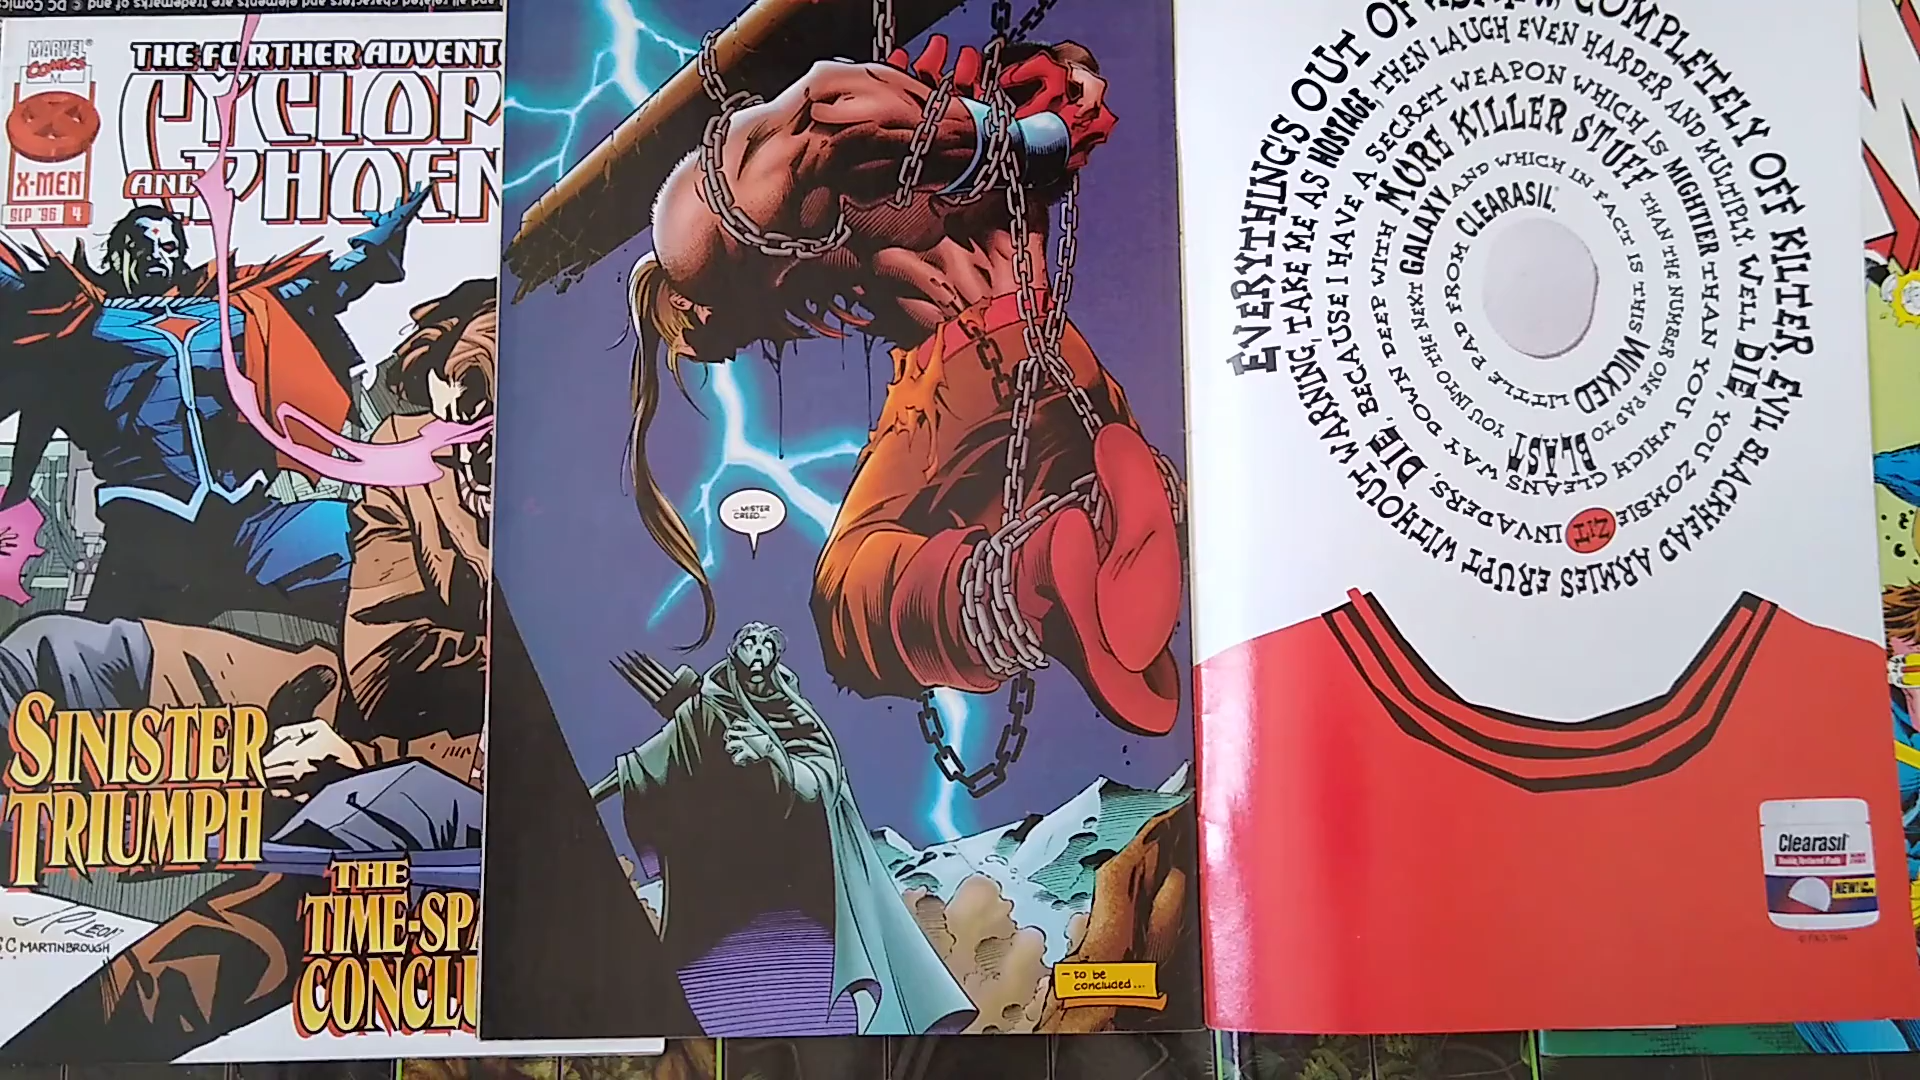 MARVEL®
COMICS
M
X-MEN
SEP '96 4
THE FURTHER ADVENT
CYCLOP
AND PHOEN
SINISTER
TRIUMPH
THE
TIME-SPA
CONCLU
MARTINBROUGH
...MISTER
CREED...
- to be
concluded...
EVERYTHING'S OUT OF COMPLETELY OFF KILTER. EVIL BLACKHEAD ARMIES ERUPT WITHOUT WARNING, TAKE ME AS HOSTAGE, THEN LAUGH EVEN HARDER AND MULTIPLY. WELL DIE, YOU ZOMBIE ZIT INVADERS, DIE, BECAUSE I HAVE A SECRET WEAPON WHICH IS MIGHTIER THAN YOU WHICH CLEANS WAY DOWN DEEP WITH MORE KILLER STUFF THAN THE NUMBER ONE PAD TO BLAST YOU INTO THE NEXT GALAXY AND WHICH IN FACT IS THIS WICKED LITTLE PAD FROM CLEARASIL.
Clearasil
NEW!